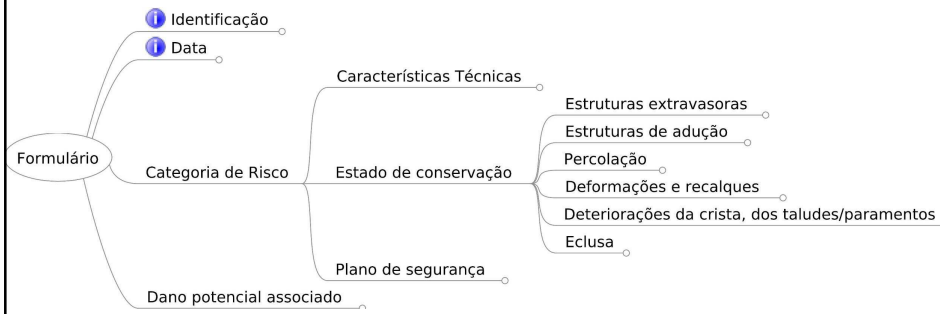 Formulário
Identificação
Data
Categoria de Risco
Características Técnicas
Estado de conservação
Estruturas extravasoras
Estruturas de adução
Percolação
Deformações e recalques
Deteriorações da crista, dos taludes/paramentos
Eclusa
Plano de segurança
Dano potencial associado